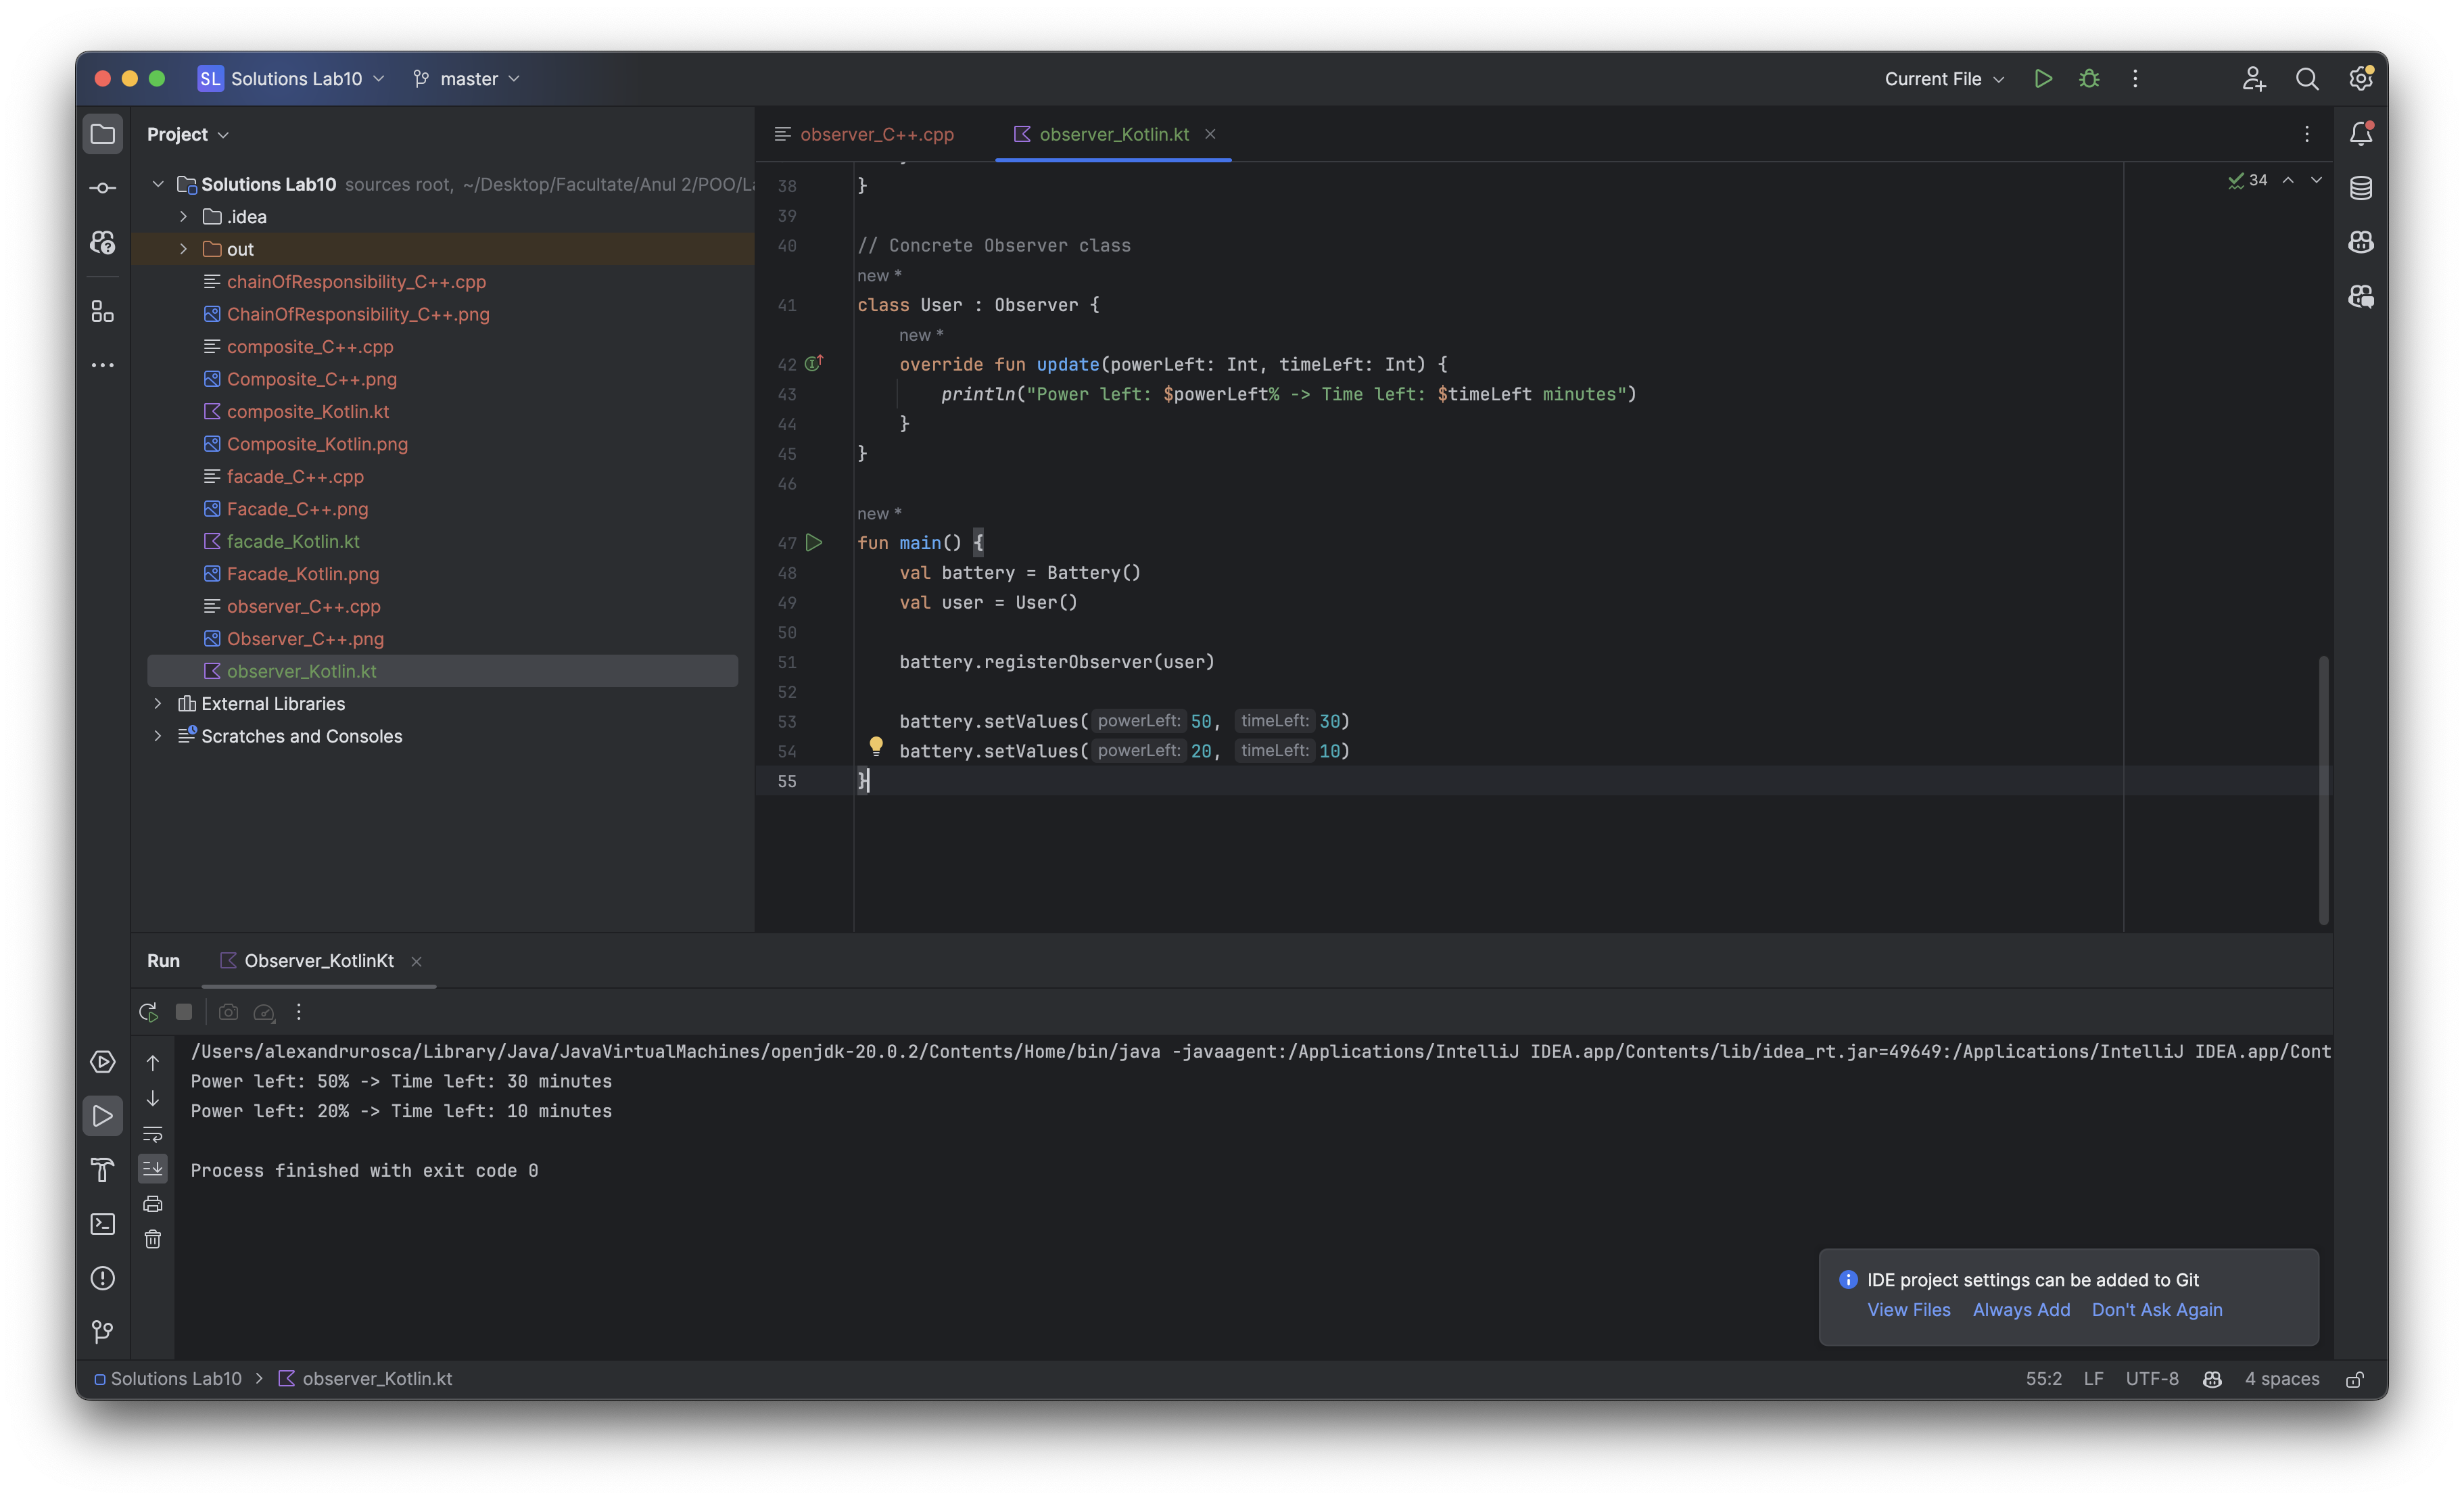 SL Solutions Lab10 master Current File
Project
Solutions Lab10 sources root, ~/Desktop/Facultate/Anul 2/POO/La
.idea
out
chainOfResponsibility_C++.cpp
ChainOfResponsibility_C++.png
composite_C++.cpp
Composite_C++.png
composite_Kotlin.kt
Composite_Kotlin.png
facade_C++.cpp
Facade_C++.png
facade_Kotlin.kt
Facade_Kotlin.png
observer_C++.cpp
Observer_C++.png
observer_Kotlin.kt
External Libraries
Scratches and Consoles
observer_C++.cpp observer_Kotlin.kt
34
38 }
39
40 // Concrete Observer class
new *
41 class User : Observer {
new *
42 override fun update(powerLeft: Int, timeLeft: Int) {
43 println("Power left: $powerLeft% -> Time left: $timeLeft minutes")
44 }
45 }
46
new *
47 fun main() {
48 val battery = Battery()
49 val user = User()
50
51 battery.registerObserver(user)
52
53 battery.setValues( powerLeft: 50, timeLeft: 30)
54 battery.setValues( powerLeft: 20, timeLeft: 10)
55 }
Run Observer_KotlinKt
/Users/alexandrurosca/Library/Java/JavaVirtualMachines/openjdk-20.0.2/Contents/Home/bin/java -javaagent:/Applications/IntelliJ IDEA.app/Contents/lib/idea_rt.jar=49649:/Applications/IntelliJ IDEA.app/Cont
Power left: 50% -> Time left: 30 minutes
Power left: 20% -> Time left: 10 minutes
Process finished with exit code 0
IDE project settings can be added to Git
View Files Always Add Don't Ask Again
Solutions Lab10 > observer_Kotlin.kt
55:2 LF UTF-8 4 spaces